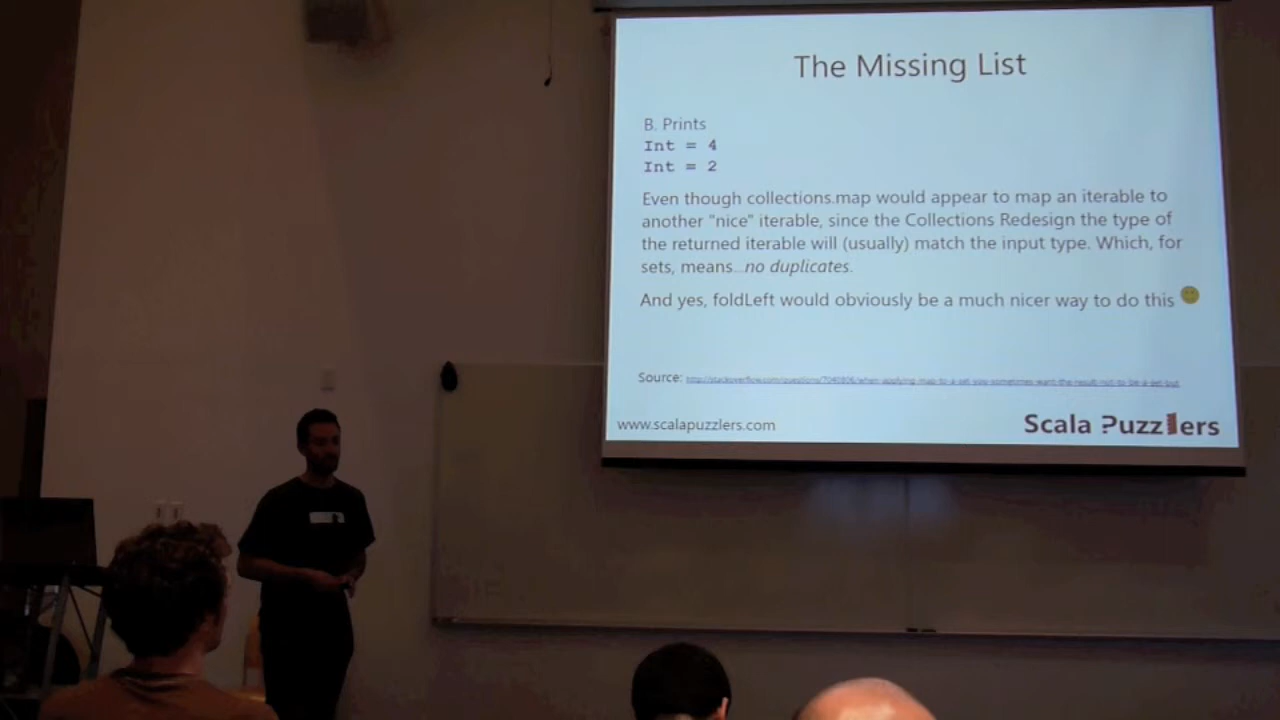 The Missing List
B. Prints
Int = 4
Int = 2
Even though collections.map would appear to map an iterable to
another "nice" iterable, since the Collections Redesign the type of
the returned iterable will (usually) match the input type. Which, for
sets, means...no duplicates.
And yes, foldLeft would obviously be a much nicer way to do this
Source:
www.scalapuzzlers.com
Scala Puzzlers